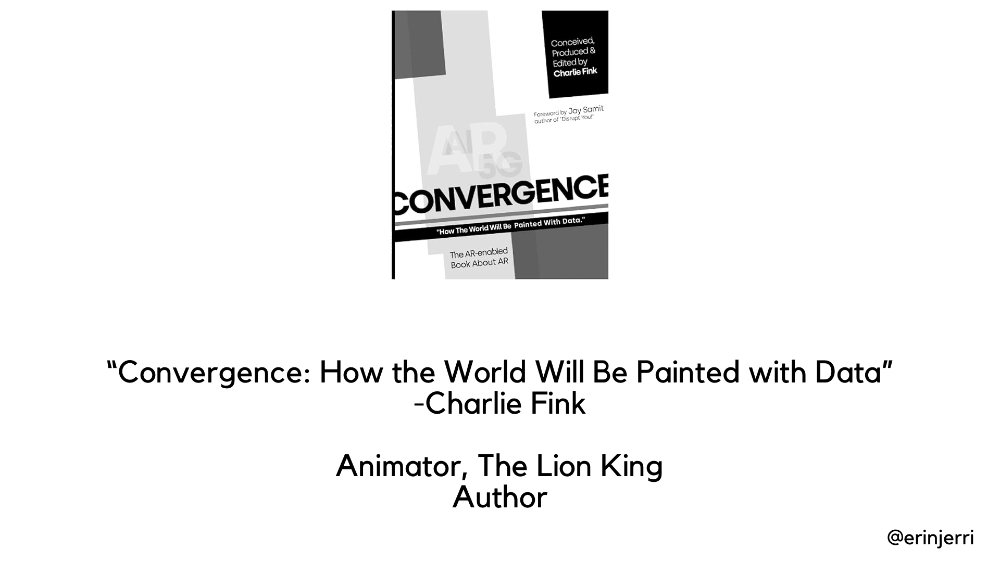 Conceived,
Produced &
Edited by
Charlie Fink
Foreword by Jay Samit
author of "Disrupt You!"
AR
AI
5G
CONVERGENCE
"How The World Will Be Painted With Data."
The AR-enabled
Book About AR
“Convergence: How the World Will Be Painted with Data”
-Charlie Fink
Animator, The Lion King
Author
@erinjerri